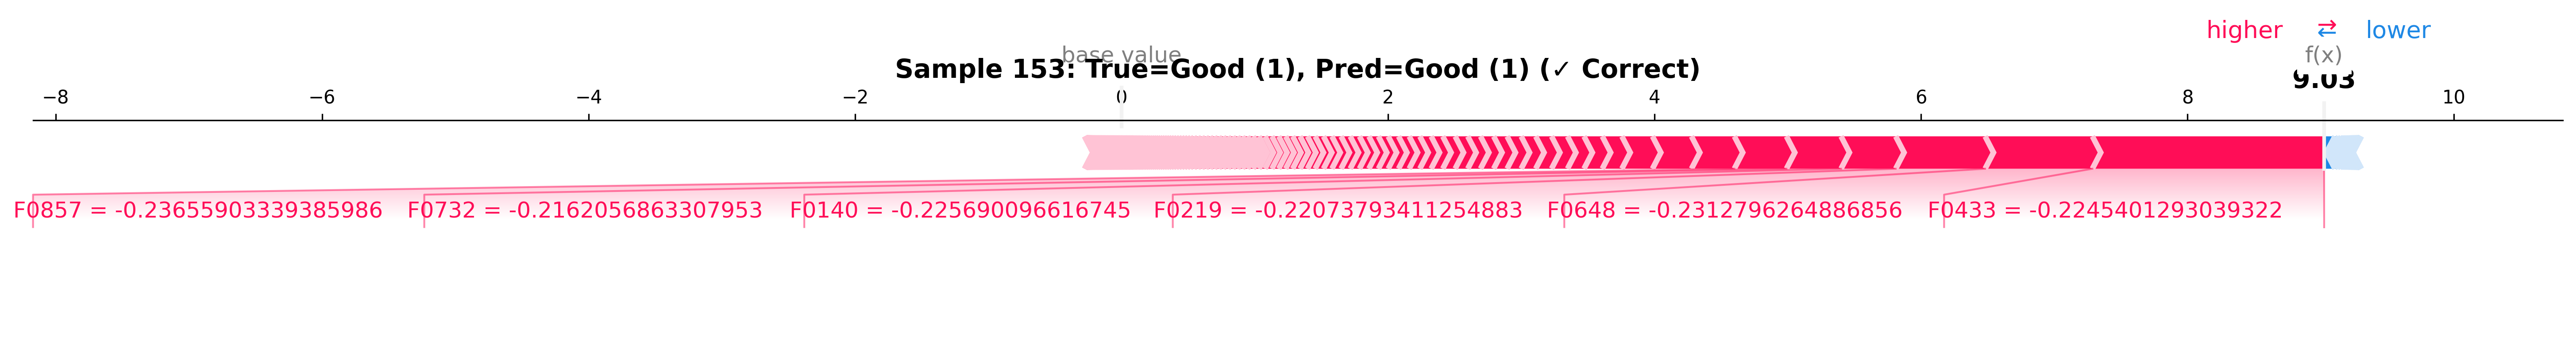 higher ⇄ lower
base value
f(x)
Sample 153: True=Good (1), Pred=Good (1) (✓ Correct)
9.03
−8 −6 −4 −2 0 2 4 6 8 10
F0857 = -0.23655903339385986 F0732 = -0.2162056863307953 F0140 = -0.225690096616745 F0219 = -0.22073793411254883 F0648 = -0.2312796264886856 F0433 = -0.2245401293039322